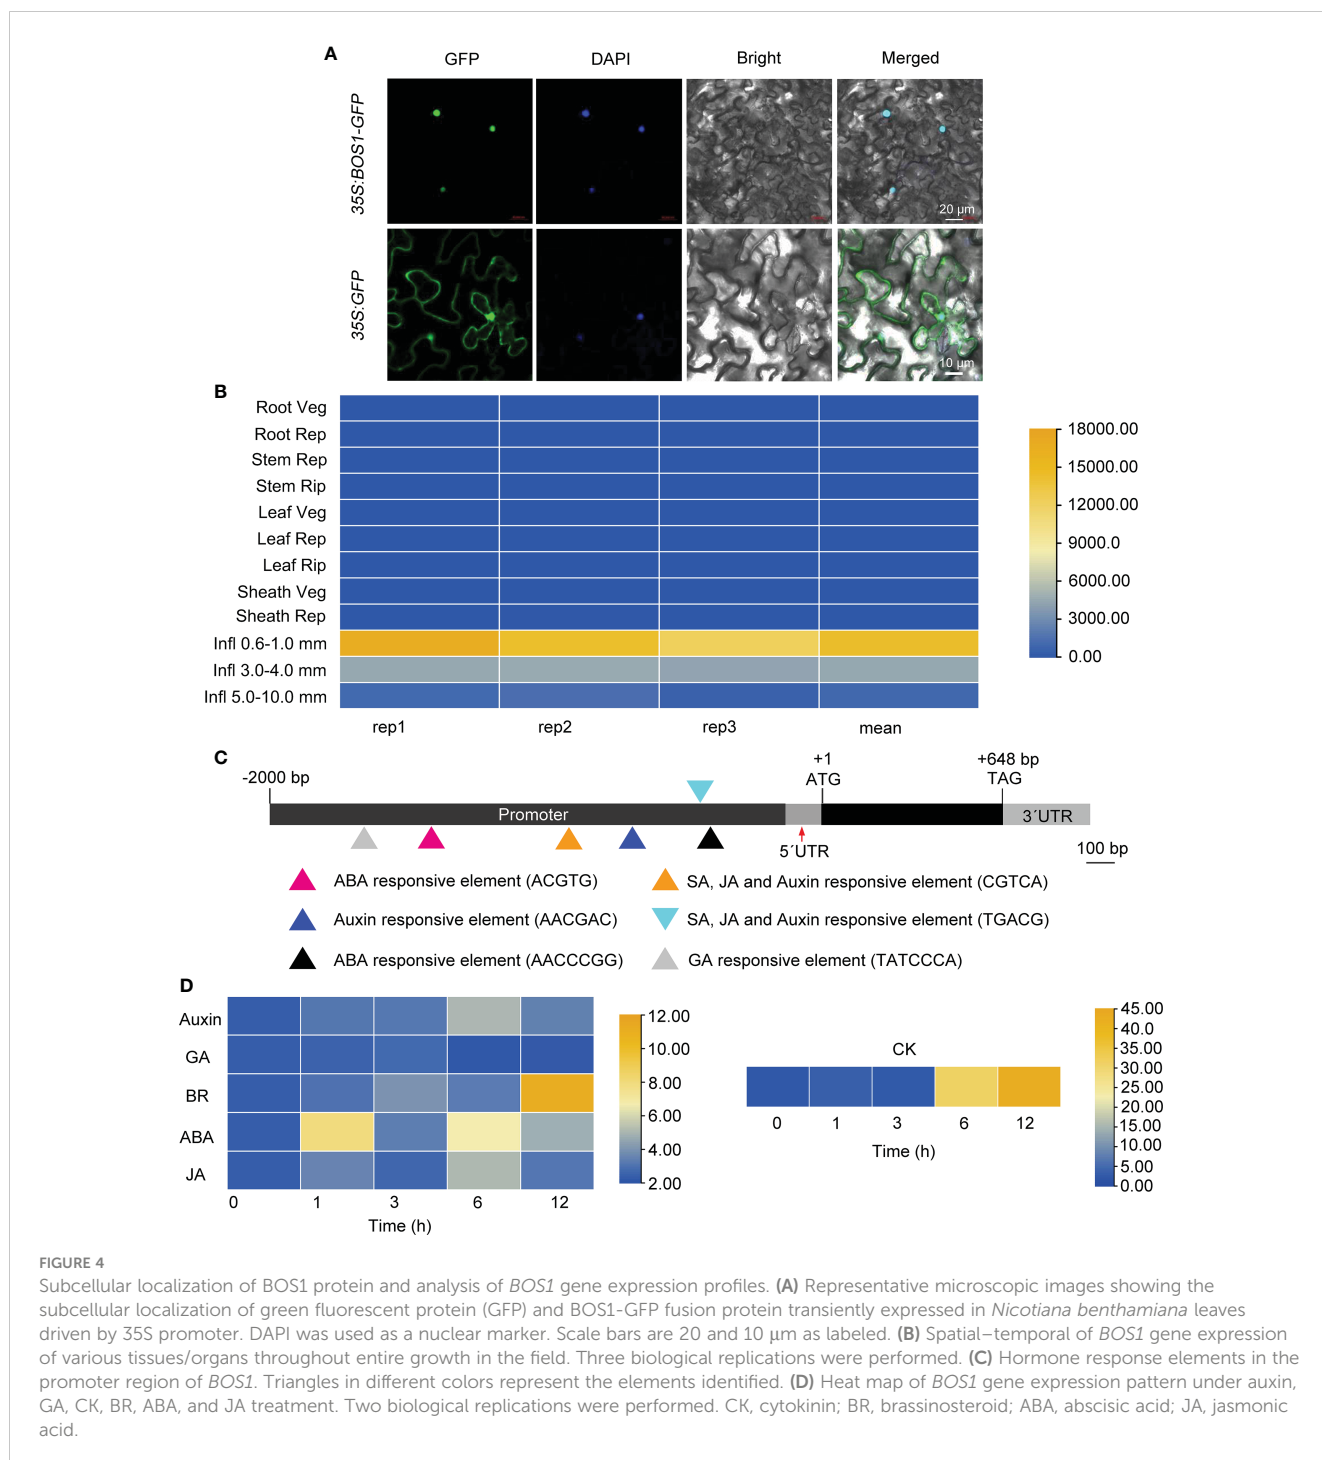 A
GFP DAPI Bright Merged
35S:BOS1-GFP
20 µm
35S:GFP
10 µm
B
Root Veg
Root Rep
Stem Rep
Stem Rip
Leaf Veg
Leaf Rep
Leaf Rip
Sheath Veg
Sheath Rep
Infl 0.6-1.0 mm
Infl 3.0-4.0 mm
Infl 5.0-10.0 mm
rep1 rep2 rep3 mean
18000.00
15000.00
12000.00
9000.0
6000.00
3000.00
0.00
C
-2000 bp
+1
ATG
+648 bp
TAG
Promoter
3´UTR
5´UTR
100 bp
ABA responsive element (ACGTG)
SA, JA and Auxin responsive element (CGTCA)
Auxin responsive element (AACGAC)
SA, JA and Auxin responsive element (TGACG)
ABA responsive element (AACCCGG)
GA responsive element (TATCCCA)
D
Auxin
GA
BR
ABA
JA
0 1 3 6 12
Time (h)
12.00
10.00
8.00
6.00
4.00
2.00
CK
0 1 3 6 12
Time (h)
45.00
40.0
35.00
30.00
25.00
20.00
15.00
10.00
5.00
0.00
FIGURE 4
Subcellular localization of BOS1 protein and analysis of BOS1 gene expression profiles. (A) Representative microscopic images showing the
subcellular localization of green fluorescent protein (GFP) and BOS1-GFP fusion protein transiently expressed in Nicotiana benthamiana leaves
driven by 35S promoter. DAPI was used as a nuclear marker. Scale bars are 20 and 10 µm as labeled. (B) Spatial–temporal of BOS1 gene expression
of various tissues/organs throughout entire growth in the field. Three biological replications were performed. (C) Hormone response elements in the
promoter region of BOS1. Triangles in different colors represent the elements identified. (D) Heat map of BOS1 gene expression pattern under auxin,
GA, CK, BR, ABA, and JA treatment. Two biological replications were performed. CK, cytokinin; BR, brassinosteroid; ABA, abscisic acid; JA, jasmonic
acid.